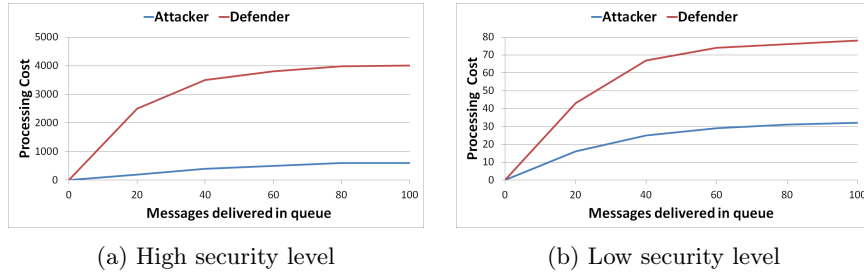 Attacker Defender
5000
4000
3000
2000
1000
0
Processing Cost
0 20 40 60 80 100
Messages delivered in queue
(a) High security level
Attacker Defender
80
70
60
50
40
30
20
10
0
Processing Cost
0 20 40 60 80 100
Messages delivered in queue
(b) Low security level